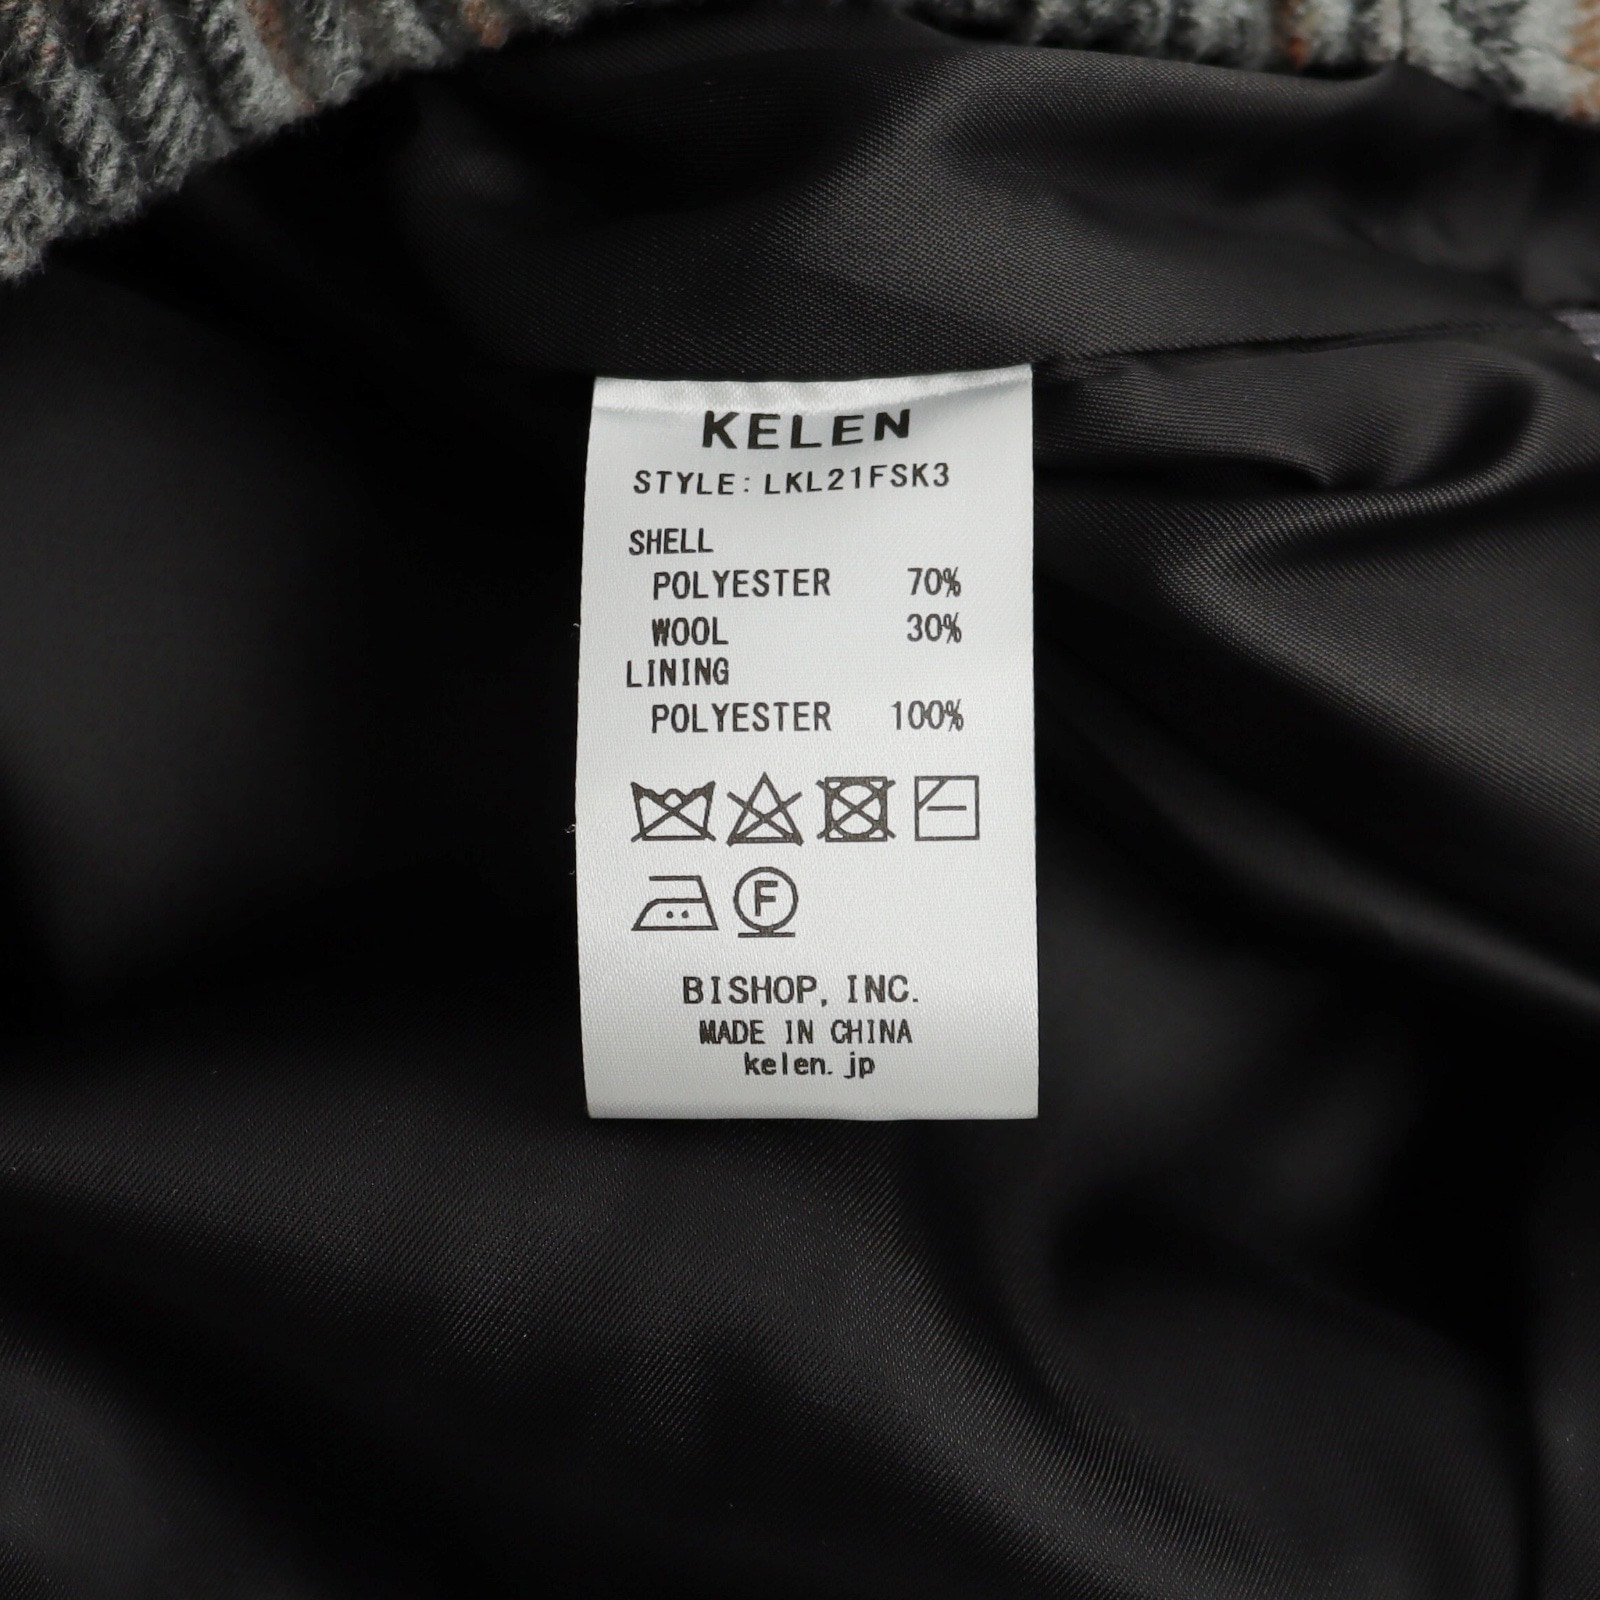 KELEN
STYLE: LKL21FSK3
SHELL
POLYESTER 70%
WOOL 30%
LINING
POLYESTER 100%
F
BISHOP, INC.
MADE IN CHINA
kelen.jp